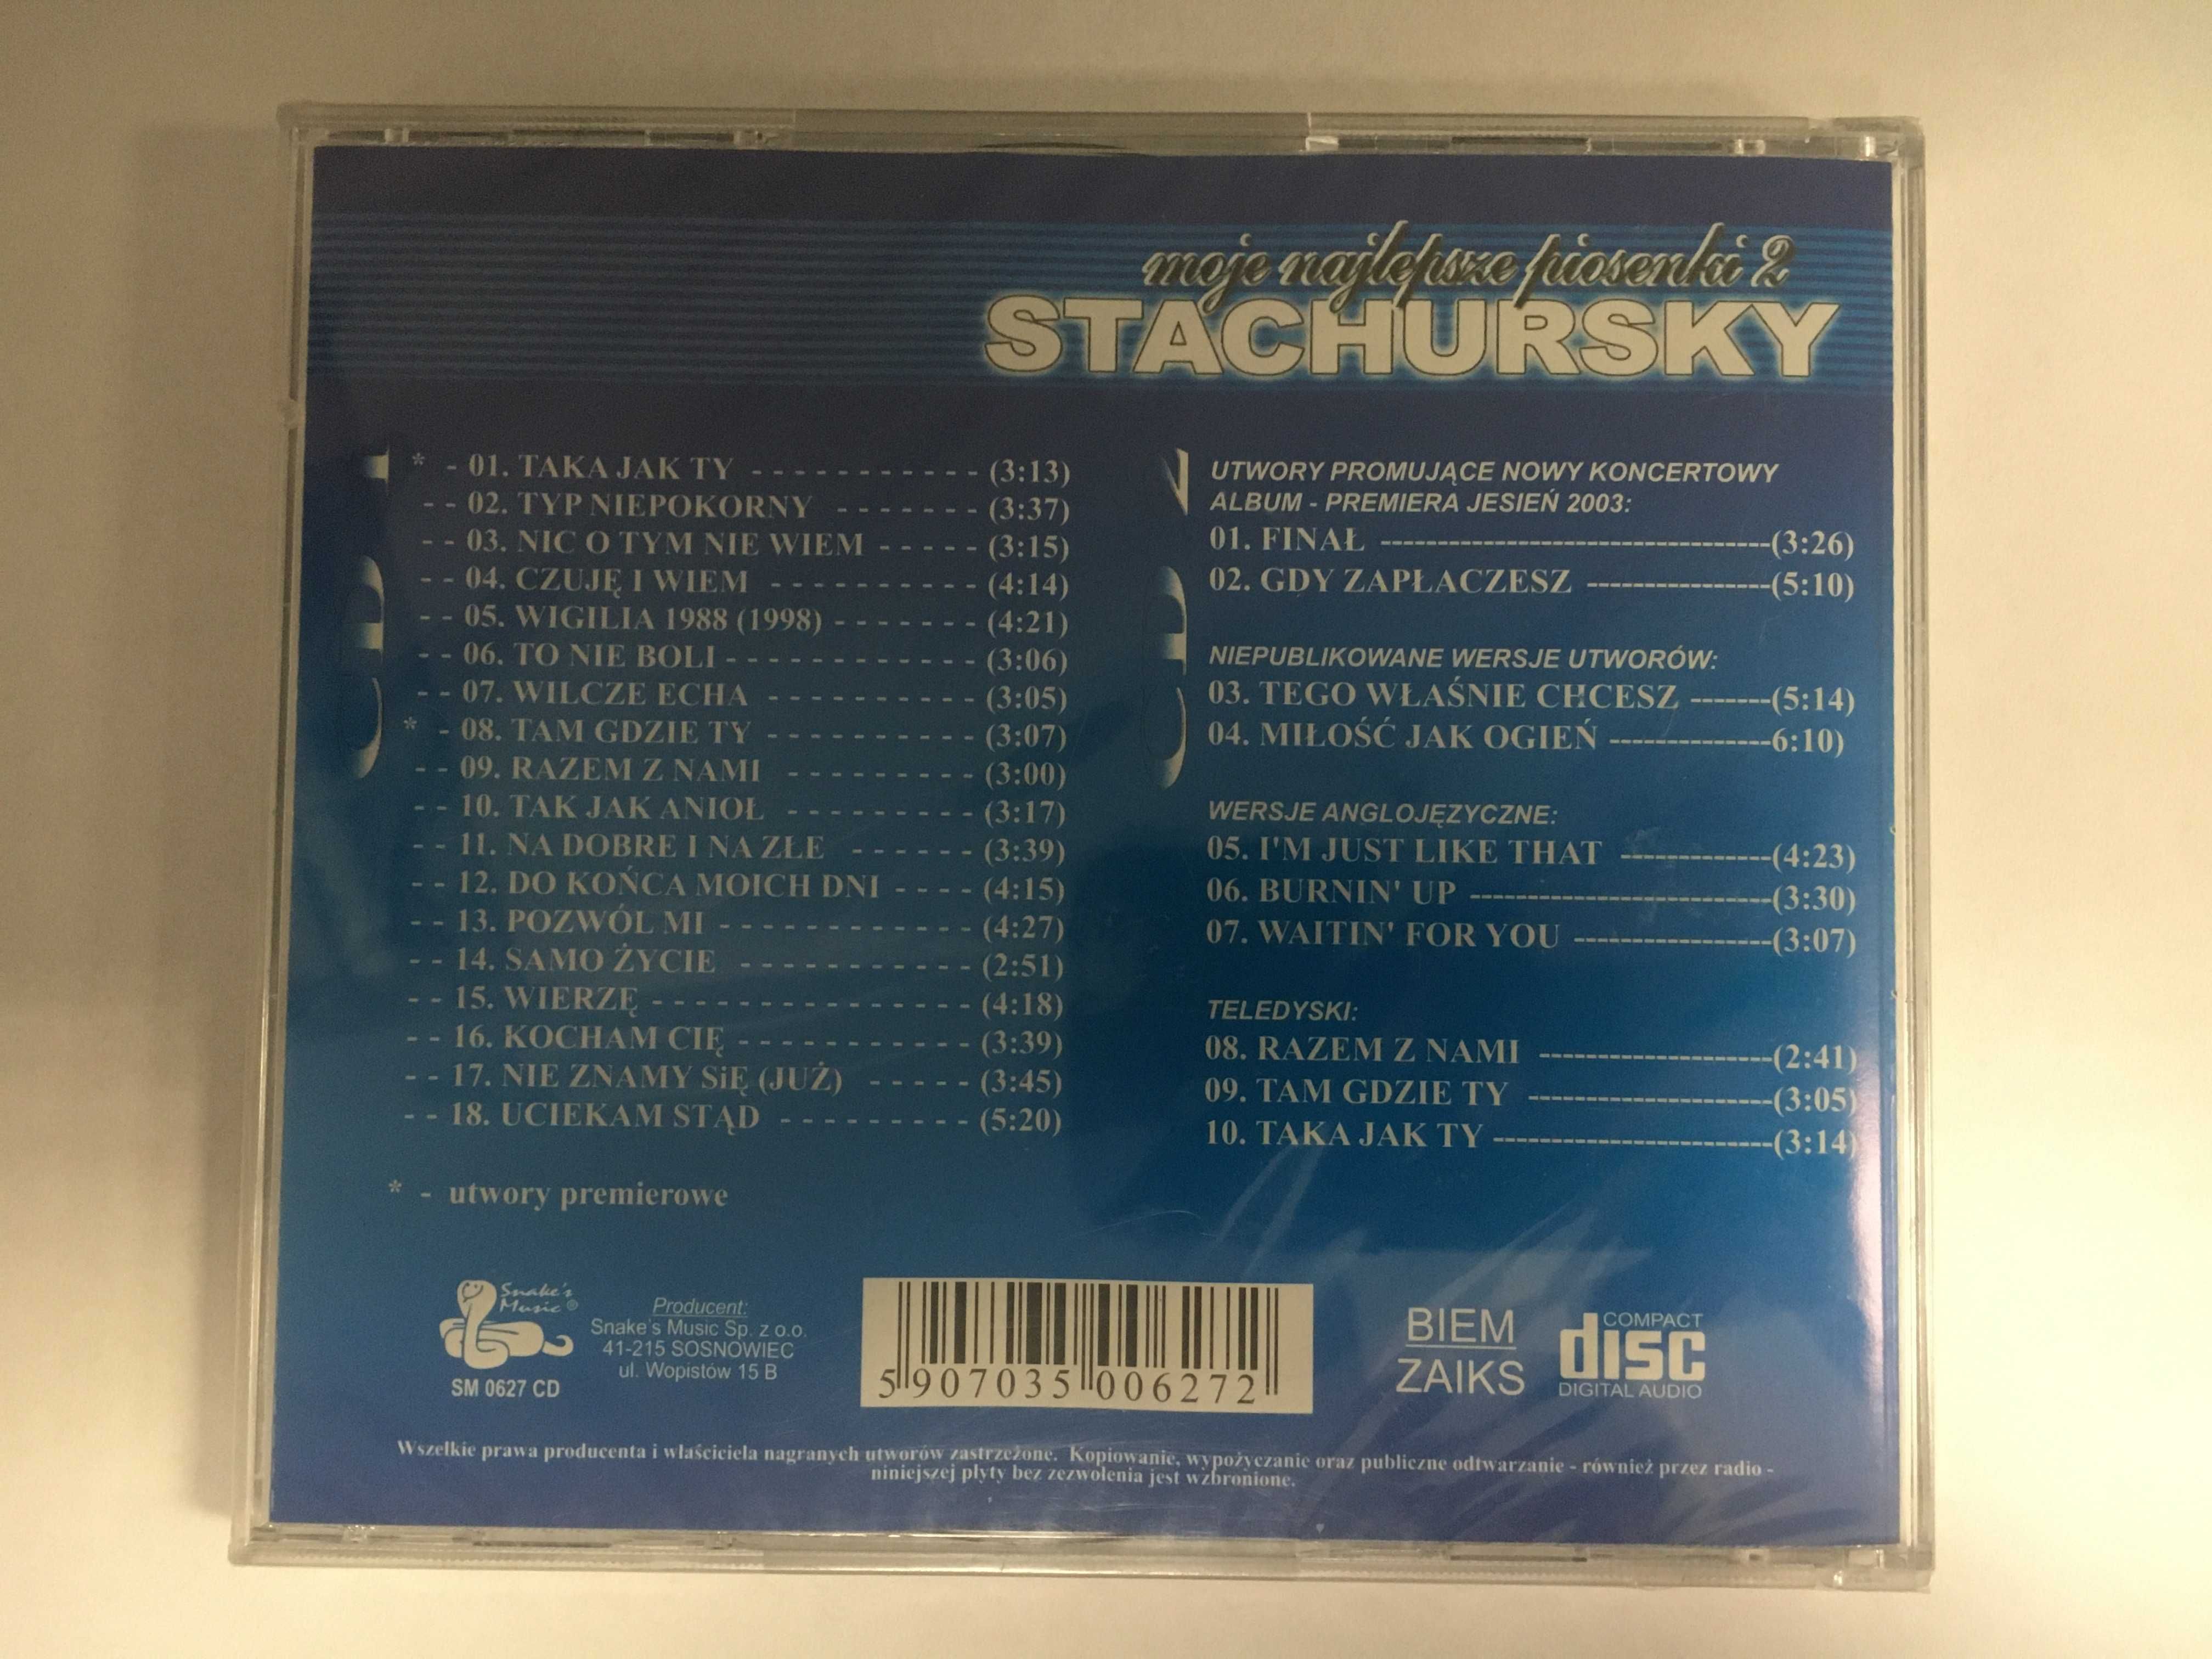 moje najlepsze piosenki 2
STACHURSKY
CD 1
* - 01. TAKA JAK TY - - - - - - - - - - - (3:13)
- - 02. TYP NIEPOKORNY - - - - - - - (3:37)
- - 03. NIC O TYM NIE WIEM - - - - - (3:15)
- - 04. CZUJĘ I WIEM - - - - - - - - - - (4:14)
- - 05. WIGILIA 1988 (1998) - - - - - - - (4:21)
- - 06. TO NIE BOLI - - - - - - - - - - - - (3:06)
- - 07. WILCZE ECHA - - - - - - - - - - (3:05)
* - 08. TAM GDZIE TY - - - - - - - - - - (3:07)
- - 09. RAZEM Z NAMI - - - - - - - - - (3:00)
- - 10. TAK JAK ANIOŁ - - - - - - - - - (3:17)
- - 11. NA DOBRE I NA ZŁE - - - - - - (3:39)
- - 12. DO KOŃCA MOICH DNI - - - - (4:15)
- - 13. POZWÓL MI - - - - - - - - - - - - (4:27)
- - 14. SAMO ŻYCIE - - - - - - - - - - - (2:51)
- - 15. WIERZĘ - - - - - - - - - - - - - - - (4:18)
- - 16. KOCHAM CIĘ - - - - - - - - - - - (3:39)
- - 17. NIE ZNAMY SiĘ (JUŻ) - - - - - (3:45)
- - 18. UCIEKAM STĄD - - - - - - - - - (5:20)
* - utwory premierowe
CD 2
UTWORY PROMUJĄCE NOWY KONCERTOWY
ALBUM - PREMIERA JESIEŃ 2003:
01. FINAŁ ----------------------------------(3:26)
02. GDY ZAPŁACZESZ ----------------(5:10)
NIEPUBLIKOWANE WERSJE UTWORÓW:
03. TEGO WŁAŚNIE CHCESZ -------(5:14)
04. MIŁOŚĆ JAK OGIEŃ --------------6:10)
WERSJE ANGLOJĘZYCZNE:
05. I'M JUST LIKE THAT -------------(4:23)
06. BURNIN' UP --------------------------(3:30)
07. WAITIN' FOR YOU -----------------(3:07)
TELEDYSKI:
08. RAZEM Z NAMI --------------------(2:41)
09. TAM GDZIE TY ---------------------(3:05)
10. TAKA JAK TY ------------------------(3:14)
Snake's
Music ®
SM 0627 CD
Producent:
Snake's Music Sp. z o.o.
41-215 SOSNOWIEC
ul. Wopistów 15 B
5 907035 006272
BIEM
ZAIKS
COMPACT
disc
DIGITAL AUDIO
Wszelkie prawa producenta i właściciela nagranych utworów zastrzeżone. Kopiowanie, wypożyczanie oraz publiczne odtwarzanie - również przez radio -
niniejszej płyty bez zezwolenia jest wzbronione.